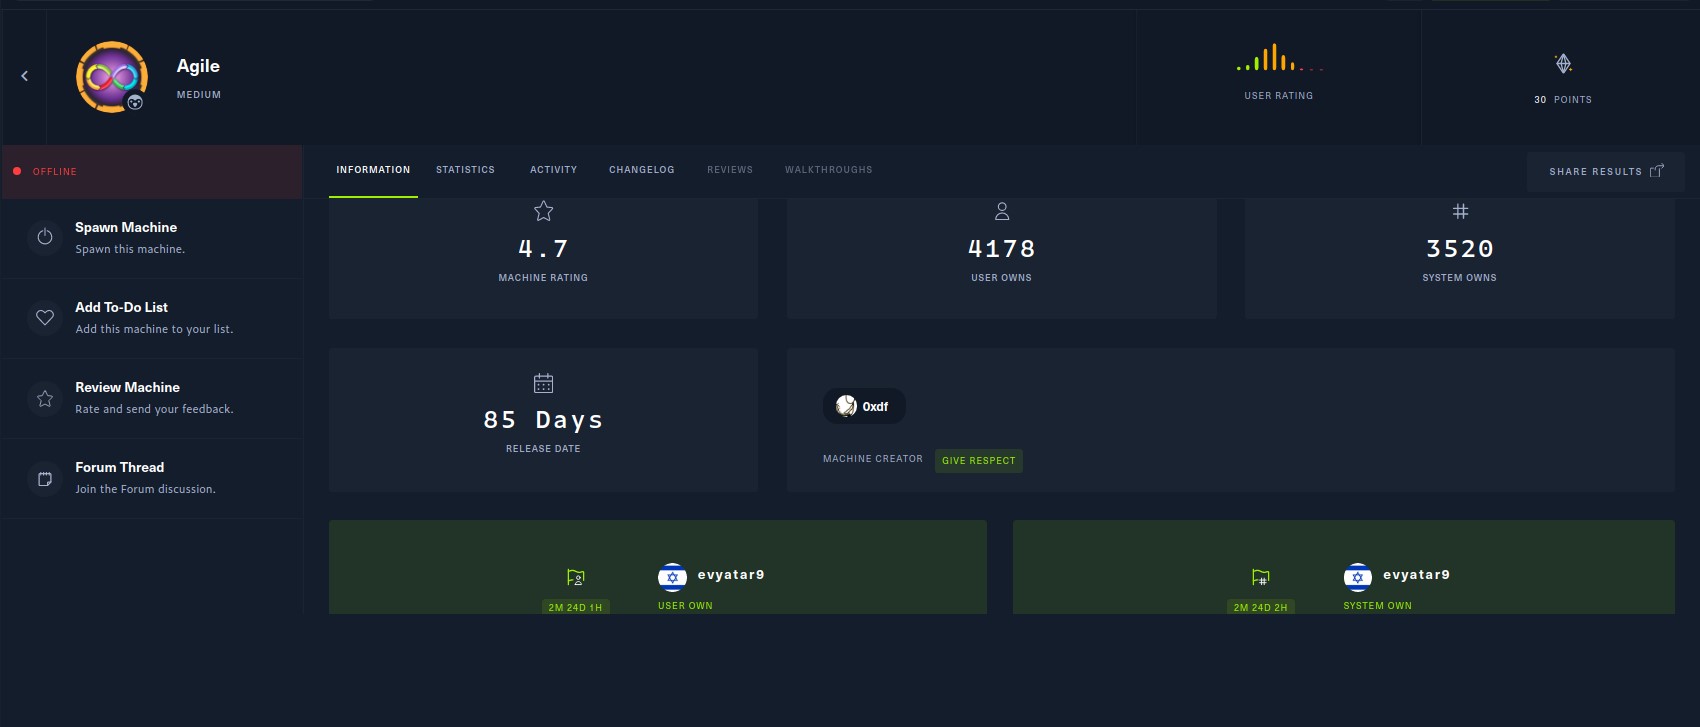 Agile
MEDIUM
USER RATING
30 POINTS
OFFLINE
INFORMATION STATISTICS ACTIVITY CHANGELOG REVIEWS WALKTHROUGHS
SHARE RESULTS
Spawn Machine
Spawn this machine.
Add To-Do List
Add this machine to your list.
Review Machine
Rate and send your feedback.
Forum Thread
Join the Forum discussion.
4.7
MACHINE RATING
4178
USER OWNS
3520
SYSTEM OWNS
85 Days
RELEASE DATE
0xdf
MACHINE CREATOR GIVE RESPECT
evyatar9
2M 24D 1H USER OWN
evyatar9
2M 24D 2H SYSTEM OWN